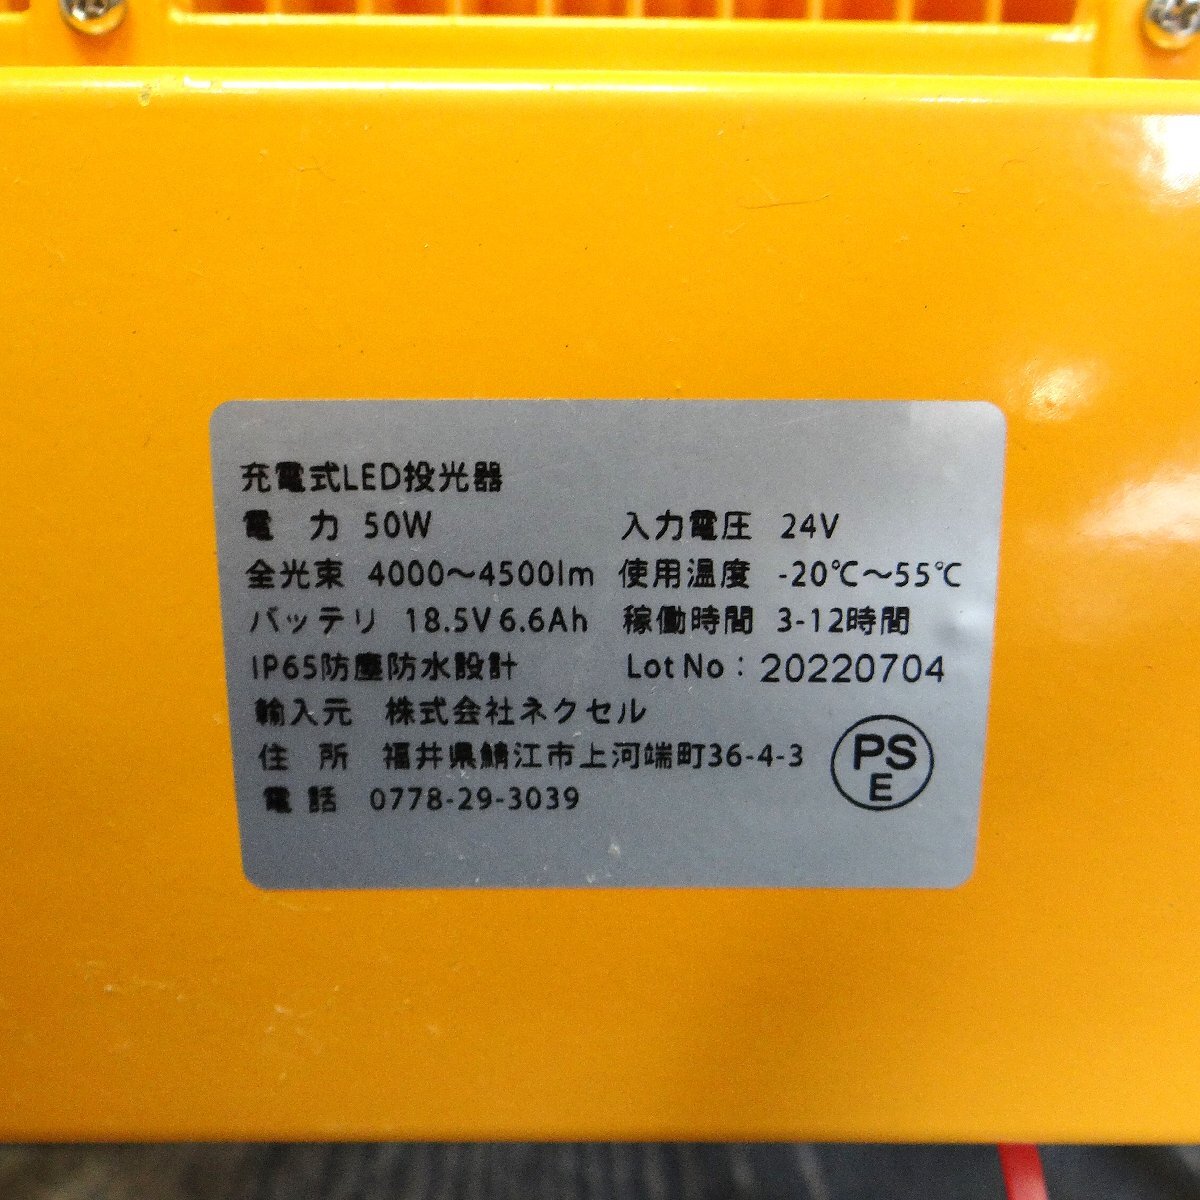 充電式LED投光器
電 力 50W 入力電圧 24V
全光束 4000～4500lm 使用温度 -20℃～55℃
バッテリ 18.5V 6.6Ah 稼働時間 3-12時間
IP65防塵防水設計 Lot No : 20220704
輸入元 株式会社ネクセル
住 所 福井県鯖江市上河端町36-4-3
電 話 0778-29-3039
PS
E